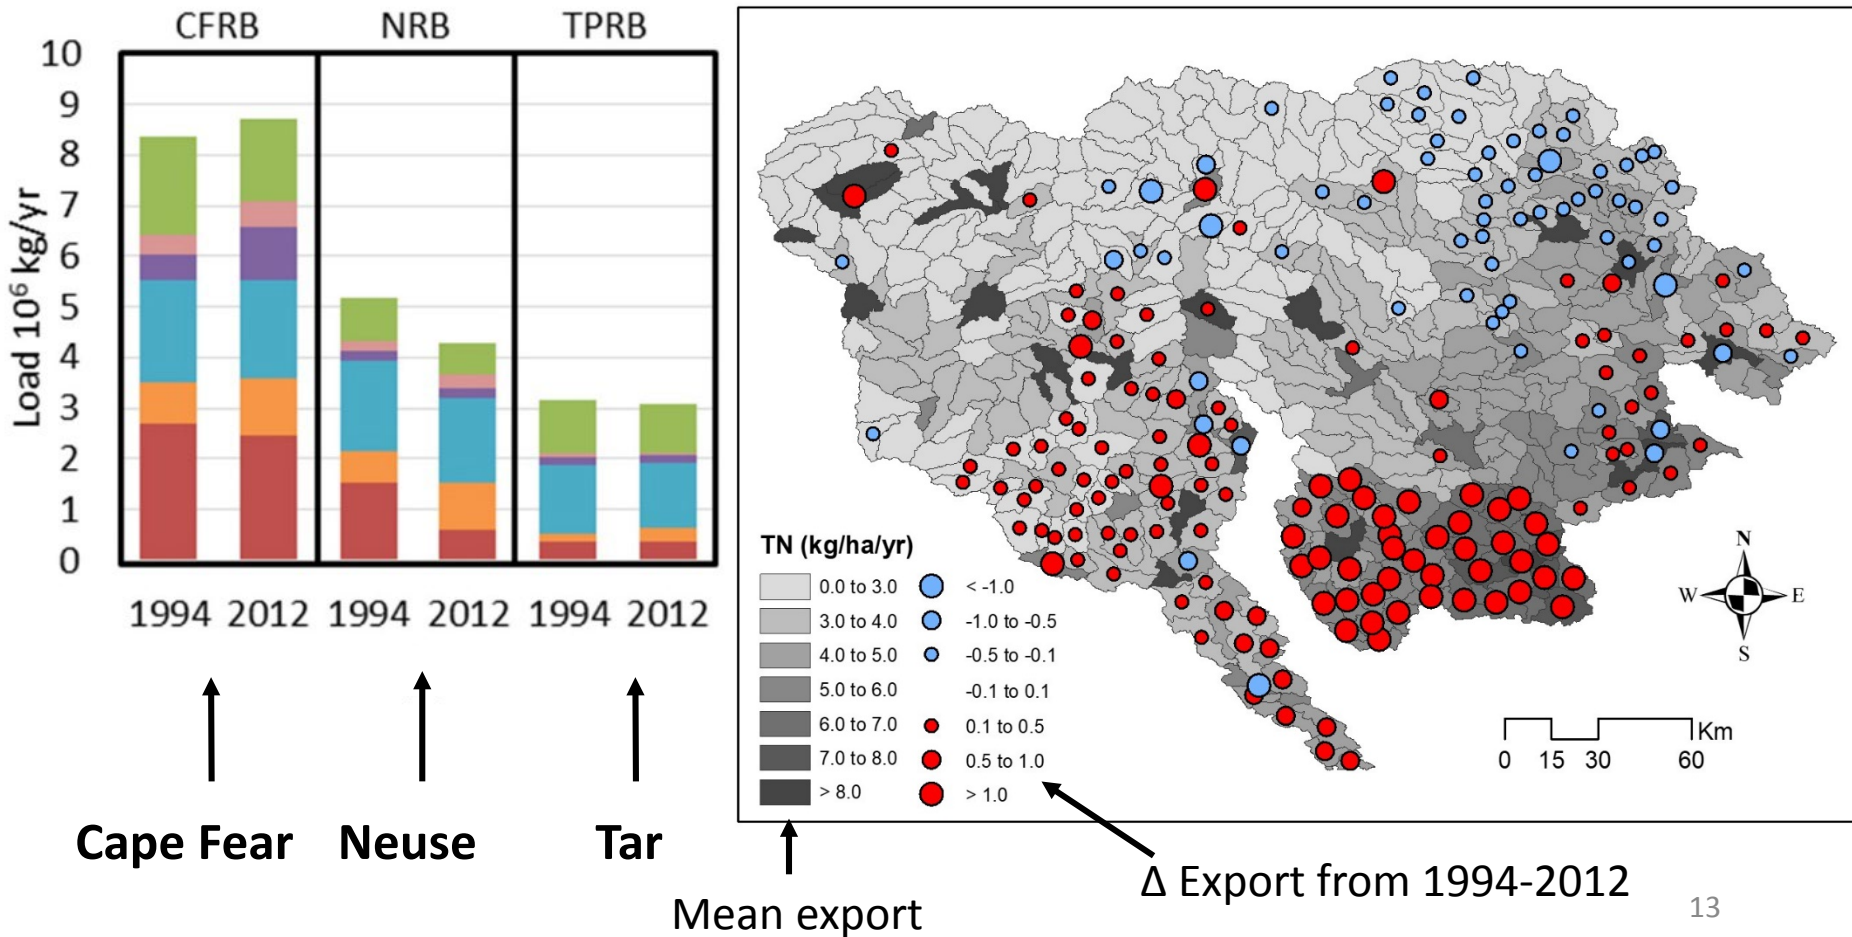 CFRB NRB TPRB
10
9
8
7
6
5
4
3
2
1
0
Load 10⁶ kg/yr
1994 2012 1994 2012 1994 2012
Cape Fear Neuse Tar
TN (kg/ha/yr)
0.0 to 3.0 < -1.0
3.0 to 4.0 -1.0 to -0.5
4.0 to 5.0 -0.5 to -0.1
5.0 to 6.0 -0.1 to 0.1
6.0 to 7.0 0.1 to 0.5
7.0 to 8.0 0.5 to 1.0
> 8.0 > 1.0
N
W E
S
Km
0 15 30 60
Mean export
Δ Export from 1994-2012
13